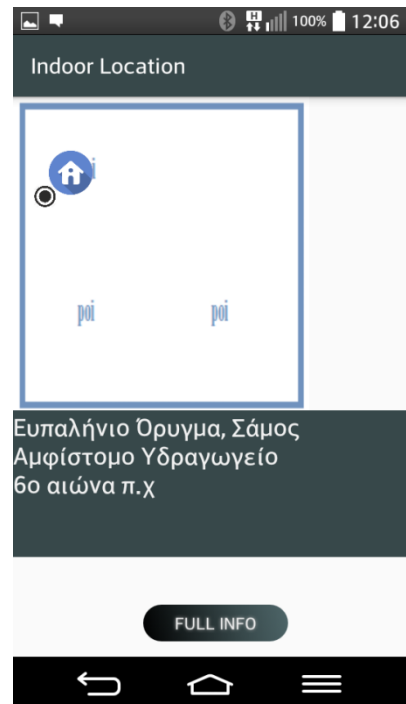 100% 12:06
Indoor Location
poi poi
Ευπαλήνιο Όρυγμα, Σάμος
Αμφίστομο Υδραγωγείο
6ο αιώνα π.χ
FULL INFO